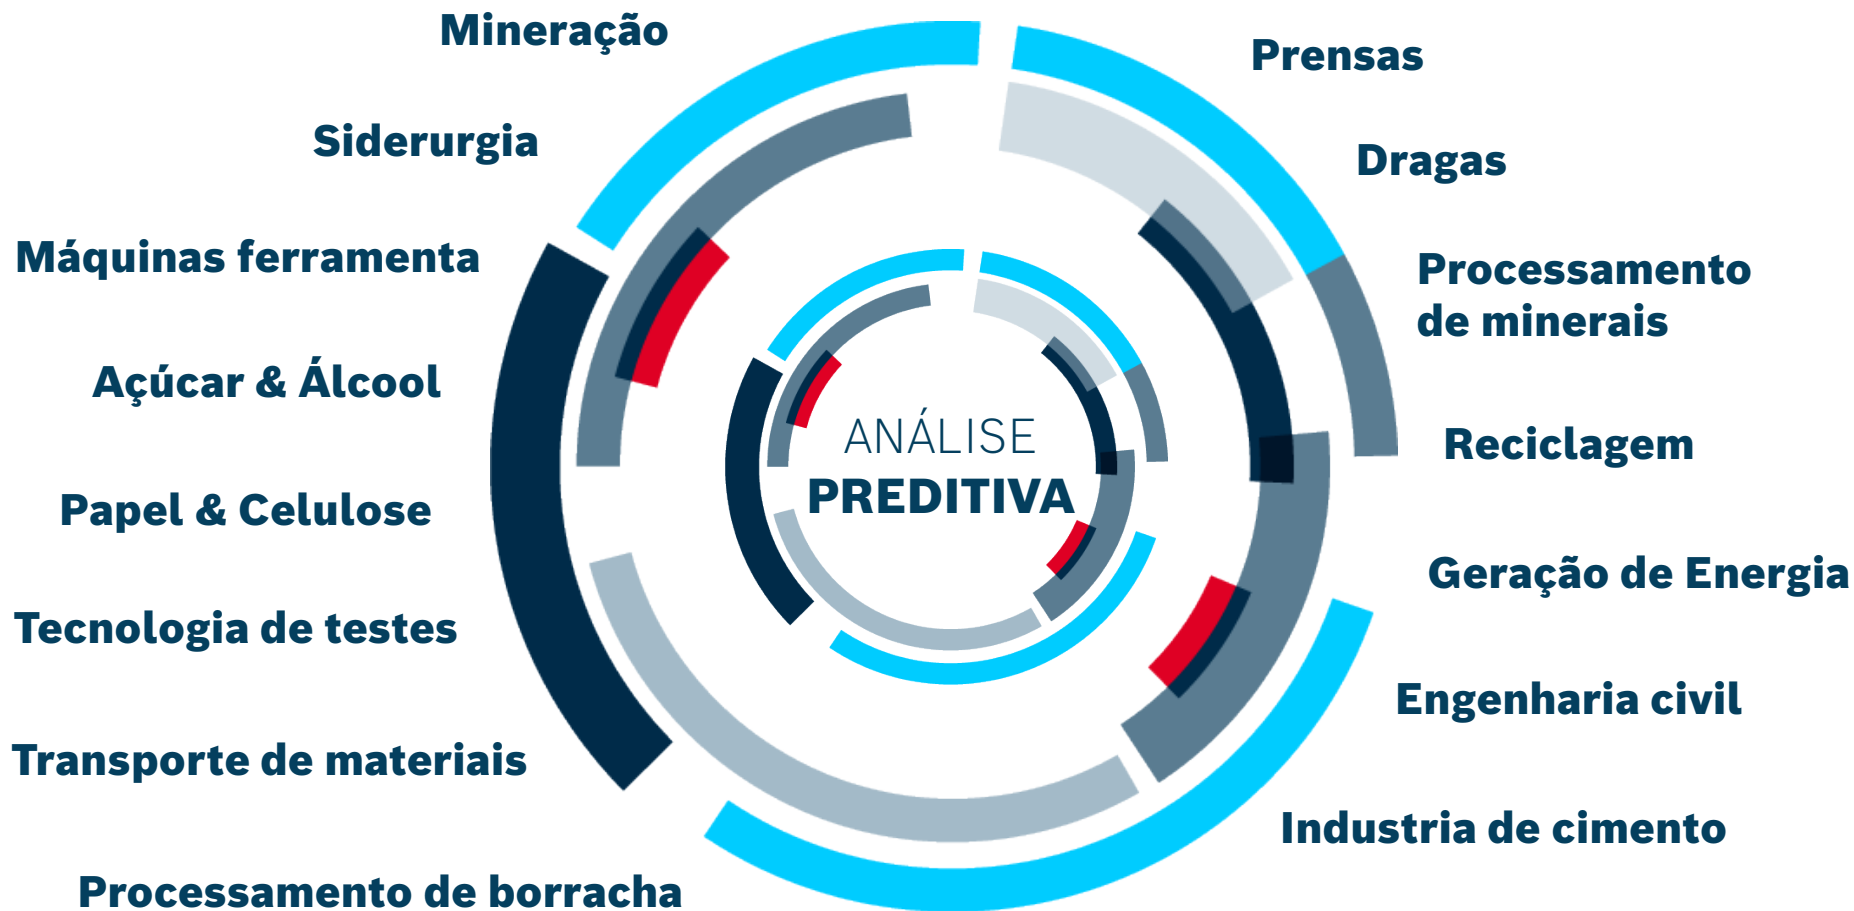 Mineração
Siderurgia
Máquinas ferramenta
Açúcar & Álcool
Papel & Celulose
Tecnologia de testes
Transporte de materiais
Processamento de borracha
ANÁLISE
PREDITIVA
Prensas
Dragas
Processamento
de minerais
Reciclagem
Geração de Energia
Engenharia civil
Industria de cimento